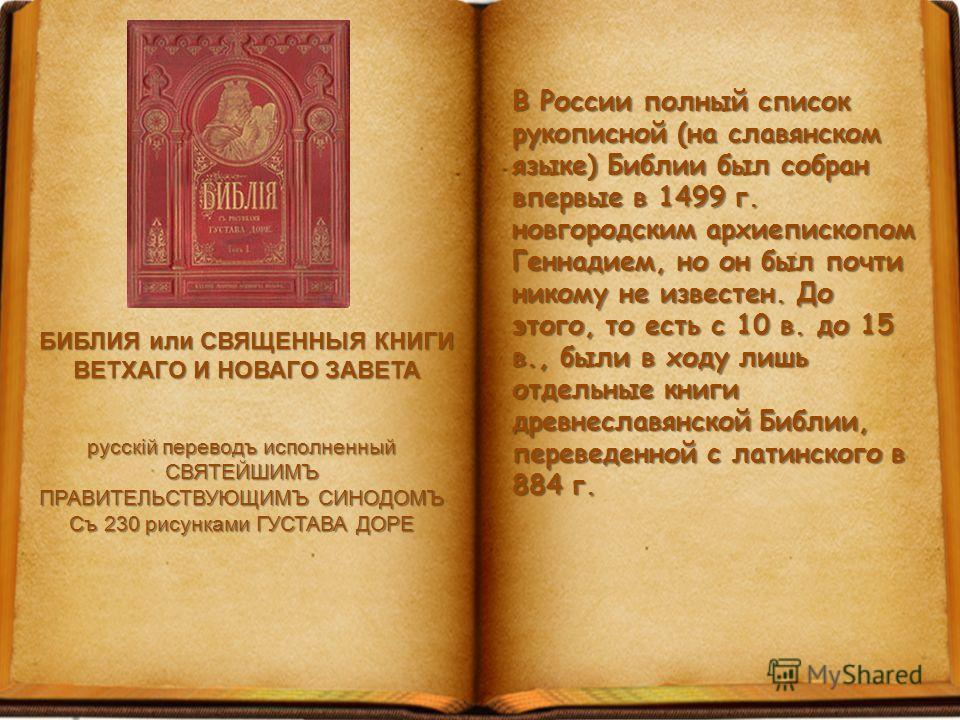 БИБЛІЯ
СЪ РИСУНКАМИ
ГУСТАВА ДОРЕ.
Томъ I.
БИБЛИЯ или СВЯЩЕННЫЯ КНИГИ
ВЕТХАГО И НОВАГО ЗАВЕТА
русскій переводъ исполненный
СВЯТЕЙШИМЪ
ПРАВИТЕЛЬСТВУЮЩИМЪ СИНОДОМЪ
Съ 230 рисунками ГУСТАВА ДОРЕ
В России полный список
рукописной (на славянском
языке) Библии был собран
впервые в 1499 г.
новгородским архиепископом
Геннадием, но он был почти
никому не известен. До
этого, то есть с 10 в. до 15
в., были в ходу лишь
отдельные книги
древнеславянской Библии,
переведенной с латинского в
884 г.
MyShared